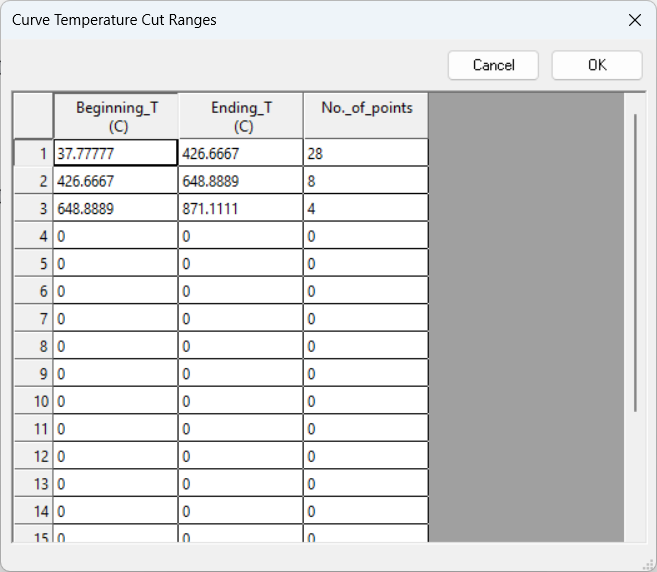 Curve Temperature Cut Ranges
Cancel OK
Beginning_T (C) Ending_T (C) No._of_points
1 37.77777 426.6667 28
2 426.6667 648.8889 8
3 648.8889 871.1111 4
4 0 0 0
5 0 0 0
6 0 0 0
7 0 0 0
8 0 0 0
9 0 0 0
10 0 0 0
11 0 0 0
12 0 0 0
13 0 0 0
14 0 0 0
15 0 0 0